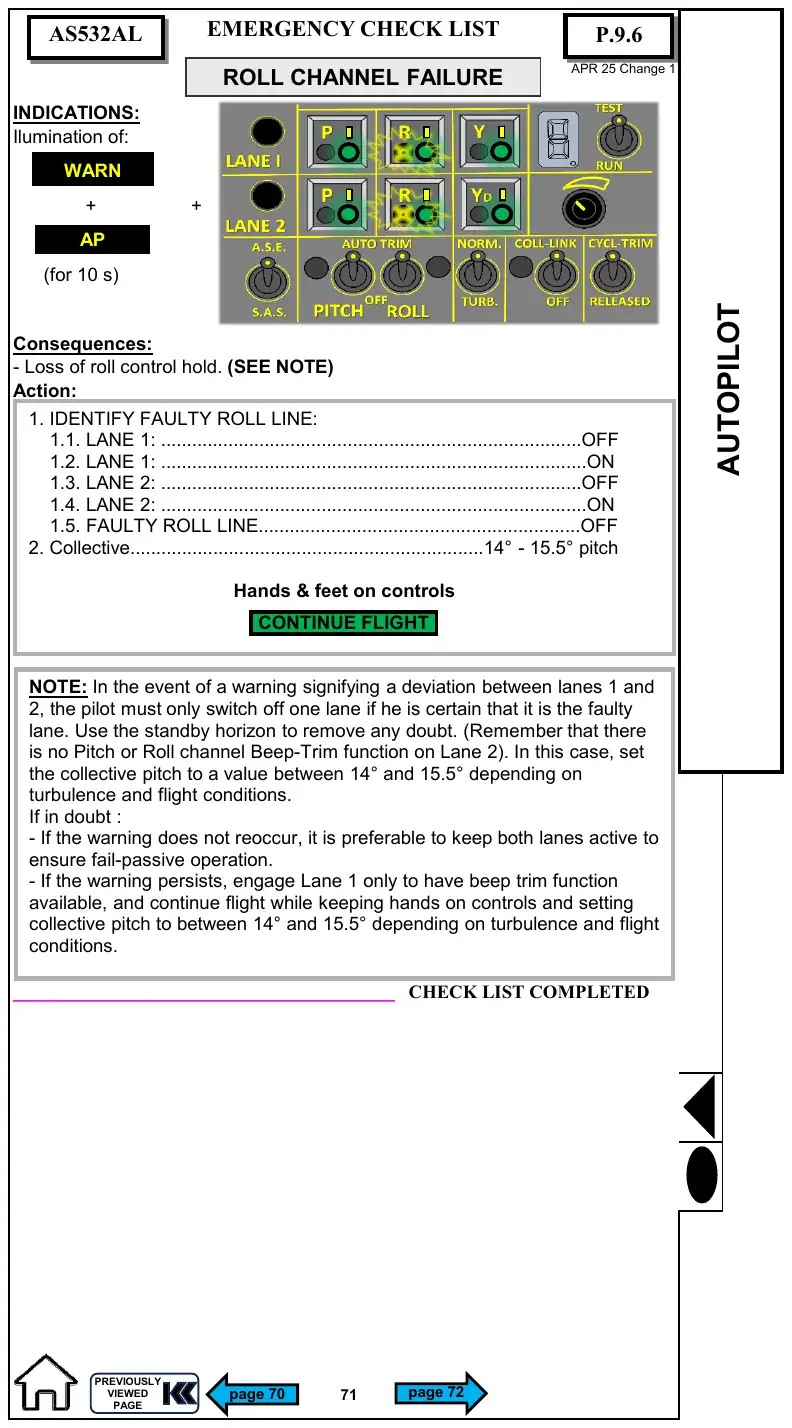 AS532AL
EMERGENCY CHECK LIST
P.9.6
APR 25 Change 1
ROLL CHANNEL FAILURE
INDICATIONS:
Ilumination of:
WARN
+
+
AP
(for 10 s)
LANE 1
P
R
Y
TEST
RUN
LANE 2
P
R
YD
A.S.E.
S.A.S.
AUTO TRIM
OFF
PITCH
ROLL
NORM.
TURB.
COLL-LINK
OFF
CYCL-TRIM
RELEASED
AUTOPILOT
Consequences:
- Loss of roll control hold. (SEE NOTE)
Action:
1. IDENTIFY FAULTY ROLL LINE:
1.1. LANE 1: .................................................................................OFF
1.2. LANE 1: ..................................................................................ON
1.3. LANE 2: .................................................................................OFF
1.4. LANE 2: ..................................................................................ON
1.5. FAULTY ROLL LINE..............................................................OFF
2. Collective....................................................................14° - 15.5° pitch
Hands & feet on controls
CONTINUE FLIGHT
NOTE: In the event of a warning signifying a deviation between lanes 1 and
2, the pilot must only switch off one lane if he is certain that it is the faulty
lane. Use the standby horizon to remove any doubt. (Remember that there
is no Pitch or Roll channel Beep-Trim function on Lane 2). In this case, set
the collective pitch to a value between 14° and 15.5° depending on
turbulence and flight conditions.
If in doubt :
- If the warning does not reoccur, it is preferable to keep both lanes active to
ensure fail-passive operation.
- If the warning persists, engage Lane 1 only to have beep trim function
available, and continue flight while keeping hands on controls and setting
collective pitch to between 14° and 15.5° depending on turbulence and flight
conditions.
CHECK LIST COMPLETED
PREVIOUSLY
VIEWED
PAGE
page 70
71
page 72